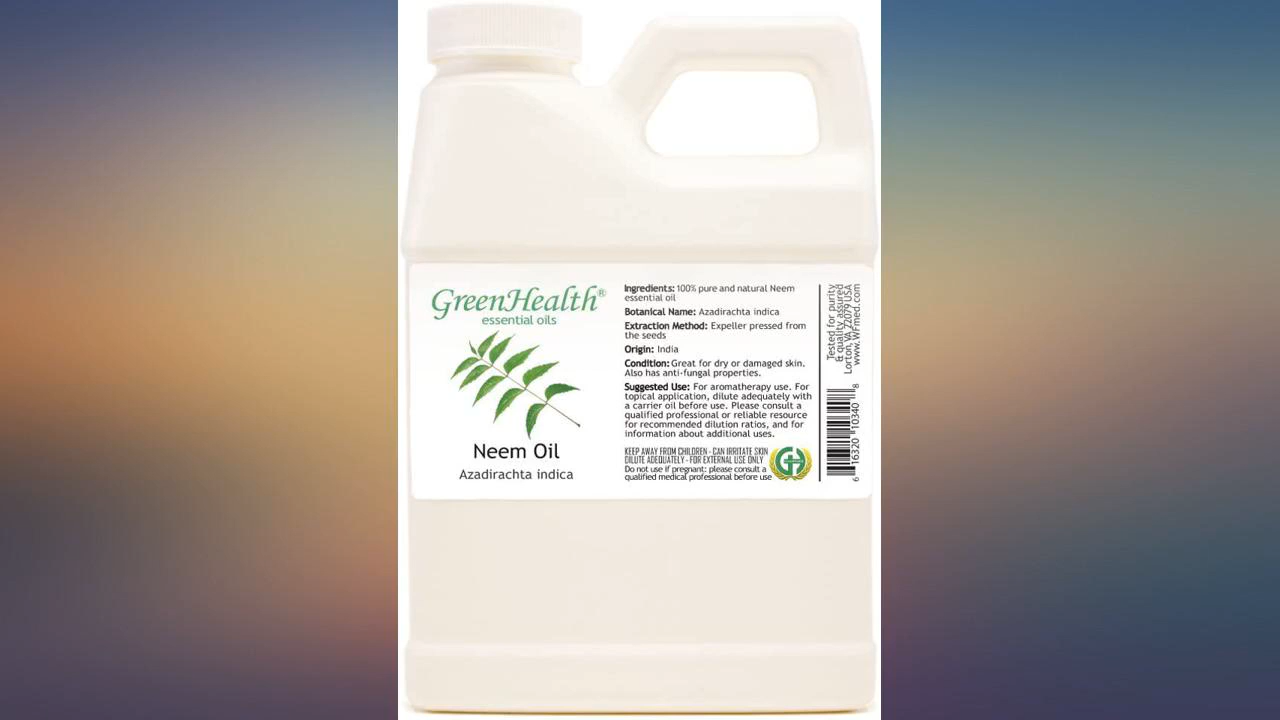 GreenHealth®
essential oils
Neem Oil
Azadirachta indica
Ingredients: 100% pure and natural Neem
essential oil
Botanical Name: Azadirachta indica
Extraction Method: Expeller pressed from
the seeds
Origin: India
Condition: Great for dry or damaged skin.
Also has anti-fungal properties.
Suggested Use: For aromatherapy use. For
topical application, dilute adequately with
a carrier oil before use. Please consult a
qualified professional or reliable resource
for recommended dilution ratios, and for
information about additional uses.
KEEP AWAY FROM CHILDREN - CAN IRRITATE SKIN
DILUTE ADEQUATELY - FOR EXTERNAL USE ONLY
Do not use if pregnant: please consult a
qualified medical professional before use
GH
Tested for purity
& quality assured
Lorton, VA 22079 USA
www.WFmed.com
6 16320 10340 8